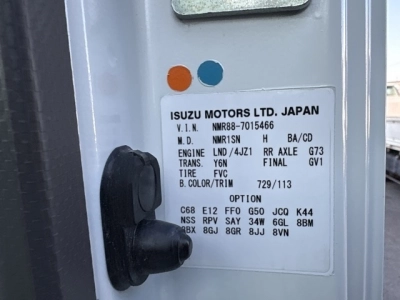 ISUZU MOTORS LTD. JAPAN
V.I.N. NMR88-7015466
M.D. NMR1SN H BA/CD
ENGINE LND /4JZ1 RR AXLE G73
TRANS. Y6N FINAL GV1
TIRE FVC
B.COLOR/TRIM 729/113
OPTION
C68 E12 FFO G50 JCQ K44
NSS RPV SAY 34W 6GL 8BM
8BX 8GJ 8GR 8JJ 8VN